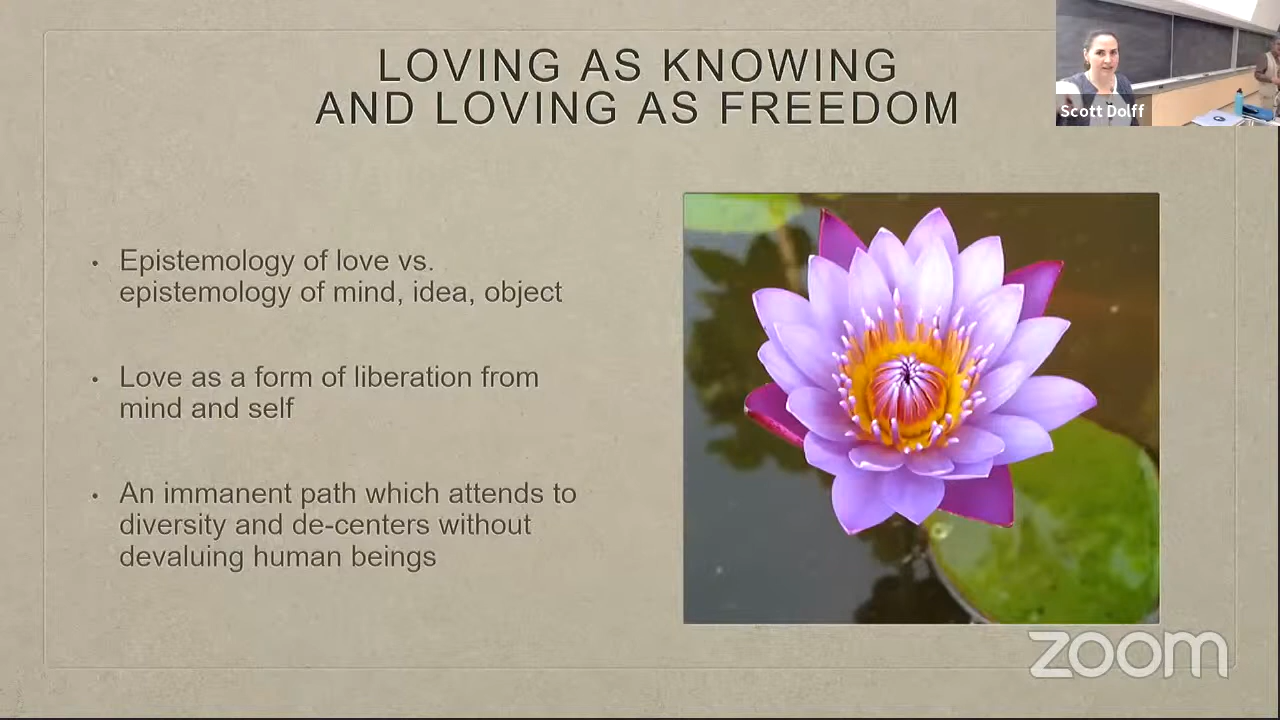 LOVING AS KNOWING
AND LOVING AS FREEDOM
Scott Dolff
• Epistemology of love vs.
epistemology of mind, idea, object
• Love as a form of liberation from
mind and self
• An immanent path which attends to
diversity and de-centers without
devaluing human beings
zoom